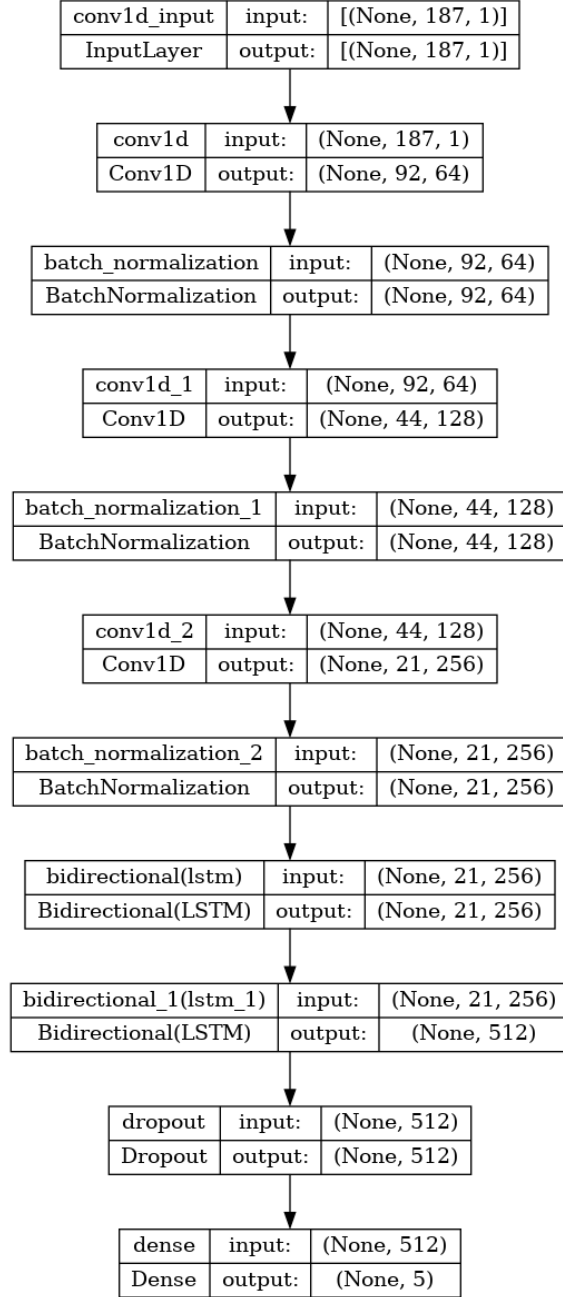 conv1d_input input: [(None, 187, 1)]
InputLayer output: [(None, 187, 1)]
conv1d input: (None, 187, 1)
Conv1D output: (None, 92, 64)
batch_normalization input: (None, 92, 64)
BatchNormalization output: (None, 92, 64)
conv1d_1 input: (None, 92, 64)
Conv1D output: (None, 44, 128)
batch_normalization_1 input: (None, 44, 128)
BatchNormalization output: (None, 44, 128)
conv1d_2 input: (None, 44, 128)
Conv1D output: (None, 21, 256)
batch_normalization_2 input: (None, 21, 256)
BatchNormalization output: (None, 21, 256)
bidirectional(lstm) input: (None, 21, 256)
Bidirectional(LSTM) output: (None, 21, 256)
bidirectional_1(lstm_1) input: (None, 21, 256)
Bidirectional(LSTM) output: (None, 512)
dropout input: (None, 512)
Dropout output: (None, 512)
dense input: (None, 512)
Dense output: (None, 5)